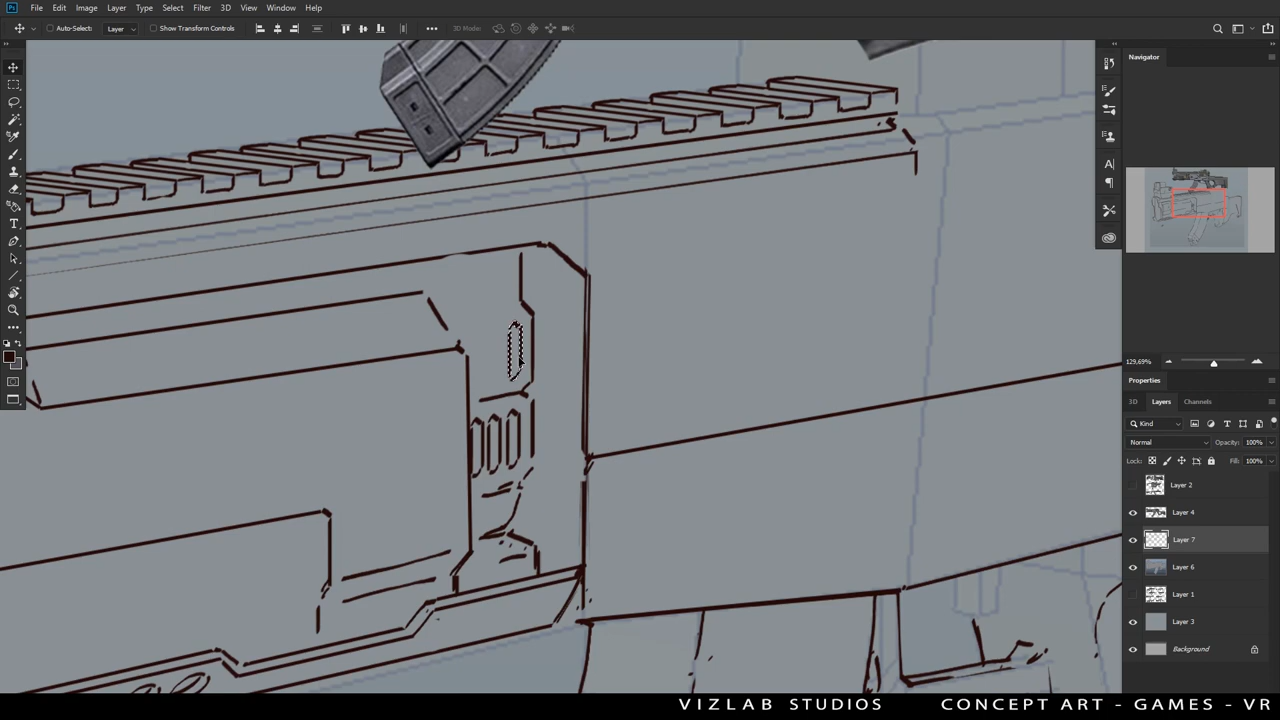 Ps File Edit Image Layer Type Select Filter 3D View Window Help
Auto-Select: Layer Show Transform Controls 3D Mode:
Navigator
129,69%
Properties
3D Layers Channels
Kind
Normal Opacity: 100%
Lock: Fill: 100%
Layer 2
Layer 4
Layer 7
Layer 6
Layer 1
Layer 3
Background
VIZLAB STUDIOS CONCEPT ART - GAMES - VR